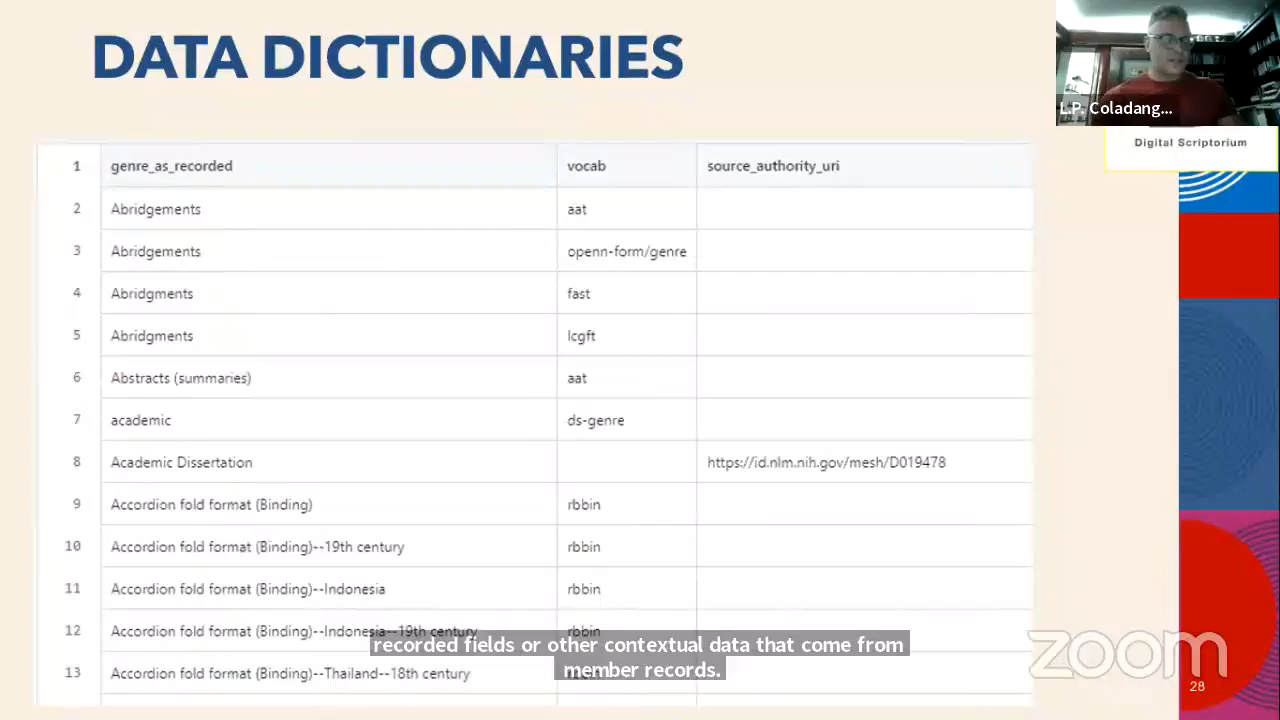 DATA DICTIONARIES
L.P. Coladang...
Digital Scriptorium
1 genre_as_recorded vocab source_authority_uri
2 Abridgements aat
3 Abridgements openn-form/genre
4 Abridgments fast
5 Abridgments lcgft
6 Abstracts (summaries) aat
7 academic ds-genre
8 Academic Dissertation https://id.nlm.nih.gov/mesh/D019478
9 Accordion fold format (Binding) rbbin
10 Accordion fold format (Binding)--19th century rbbin
11 Accordion fold format (Binding)--Indonesia rbbin
12 Accordion fold format (Binding)--Indonesia--19th century rbbin
recorded fields or other contextual data that come from
member records.
13 Accordion fold format (Binding)--Thailand--18th century
zoom
28